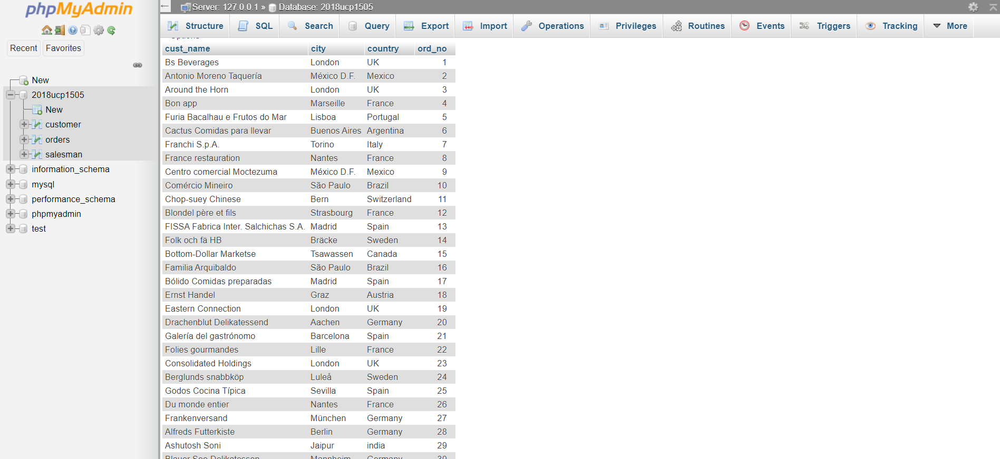 phpMyAdmin
Recent Favorites
New
2018ucp1505
New
customer
orders
salesman
information_schema
mysql
performance_schema
phpmyadmin
test
← Server: 127.0.0.1 » Database: 2018ucp1505
Structure SQL Search Query Export Import Operations Privileges Routines Events Triggers Tracking More
cust_name city country ord_no
Bs Beverages London UK 1
Antonio Moreno Taquería México D.F. Mexico 2
Around the Horn London UK 3
Bon app Marseille France 4
Furia Bacalhau e Frutos do Mar Lisboa Portugal 5
Cactus Comidas para llevar Buenos Aires Argentina 6
Franchi S.p.A. Torino Italy 7
France restauration Nantes France 8
Centro comercial Moctezuma México D.F. Mexico 9
Comércio Mineiro São Paulo Brazil 10
Chop-suey Chinese Bern Switzerland 11
Blondel père et fils Strasbourg France 12
FISSA Fabrica Inter. Salchichas S.A. Madrid Spain 13
Folk och fä HB Bräcke Sweden 14
Bottom-Dollar Marketse Tsawassen Canada 15
Familia Arquibaldo São Paulo Brazil 16
Bólido Comidas preparadas Madrid Spain 17
Ernst Handel Graz Austria 18
Eastern Connection London UK 19
Drachenblut Delikatessend Aachen Germany 20
Galería del gastrónomo Barcelona Spain 21
Folies gourmandes Lille France 22
Consolidated Holdings London UK 23
Berglunds snabbköp Luleå Sweden 24
Godos Cocina Típica Sevilla Spain 25
Du monde entier Nantes France 26
Frankenversand München Germany 27
Alfreds Futterkiste Berlin Germany 28
Ashutosh Soni Jaipur india 29
Blauer See Delikatessen Mannheim Germany 30